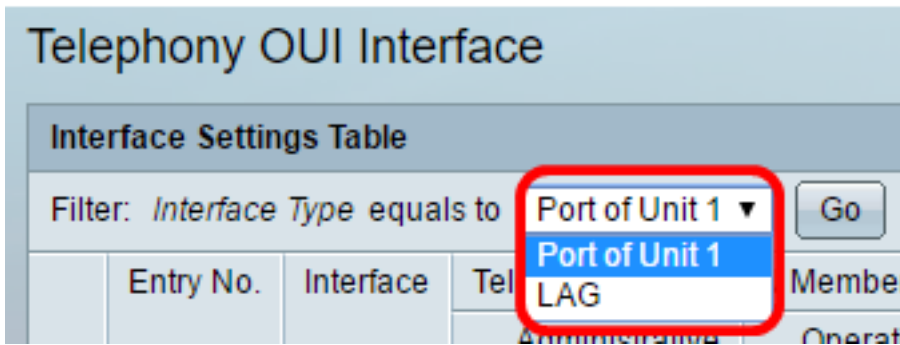 Telephony OUI Interface
Interface Settings Table
Filter: Interface Type equals to Port of Unit 1 Go
Port of Unit 1
LAG
Entry No. Interface
Administrative